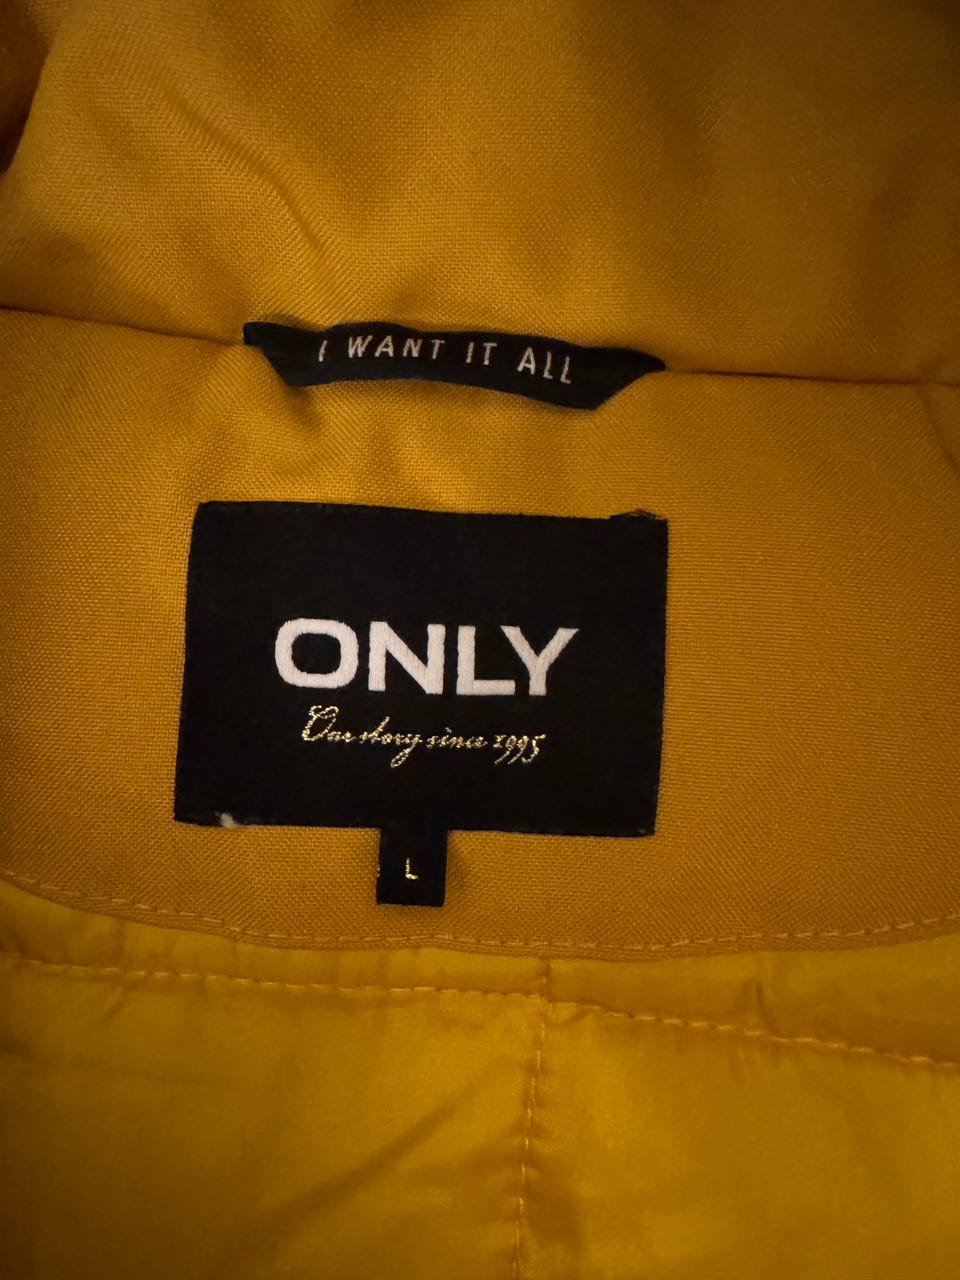 I WANT IT ALL
ONLY
Our story since 1995
L